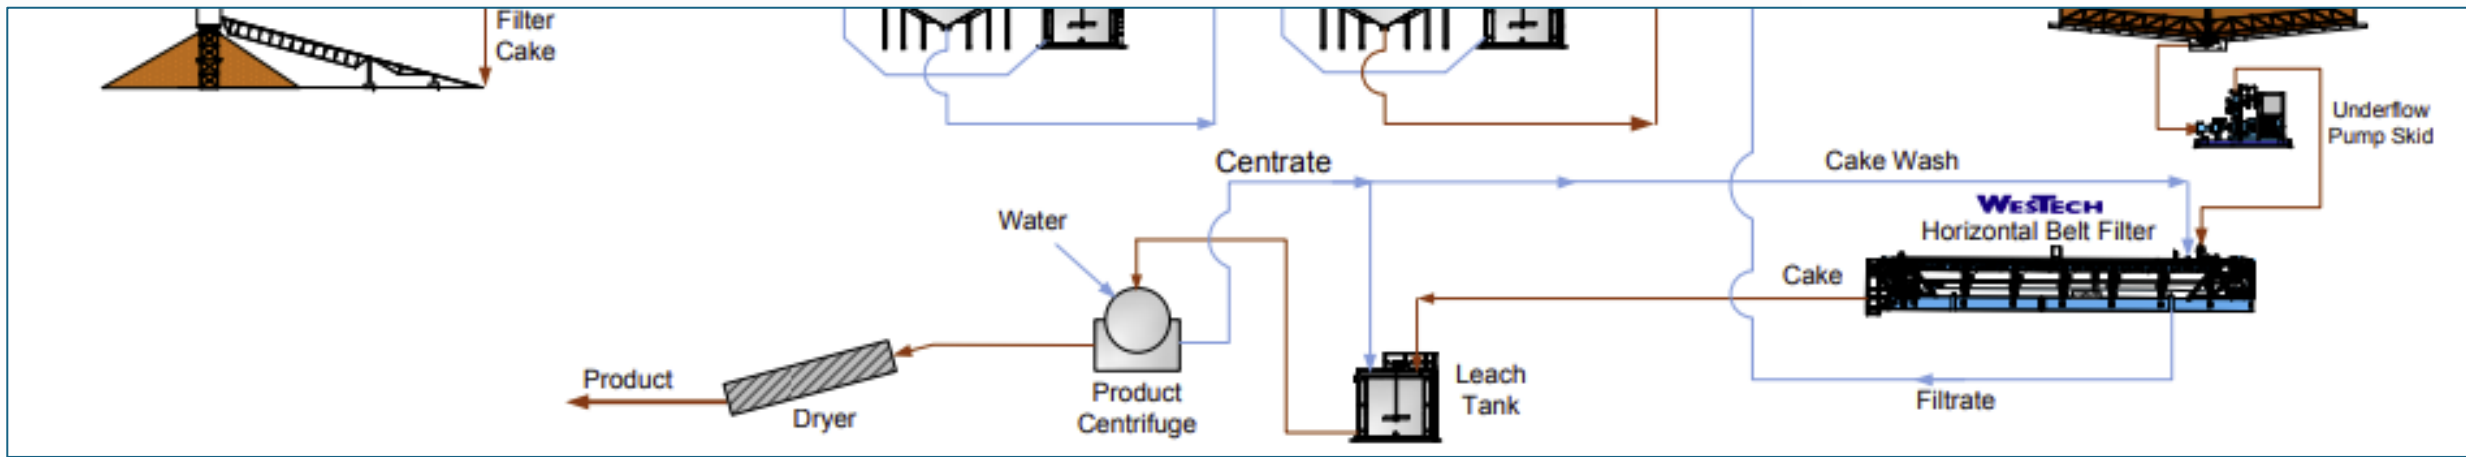 Filter
Cake
Underflow
Pump Skid
Centrate
Cake Wash
WESTECH
Horizontal Belt Filter
Water
Cake
Product
Dryer
Product
Centrifuge
Leach
Tank
Filtrate